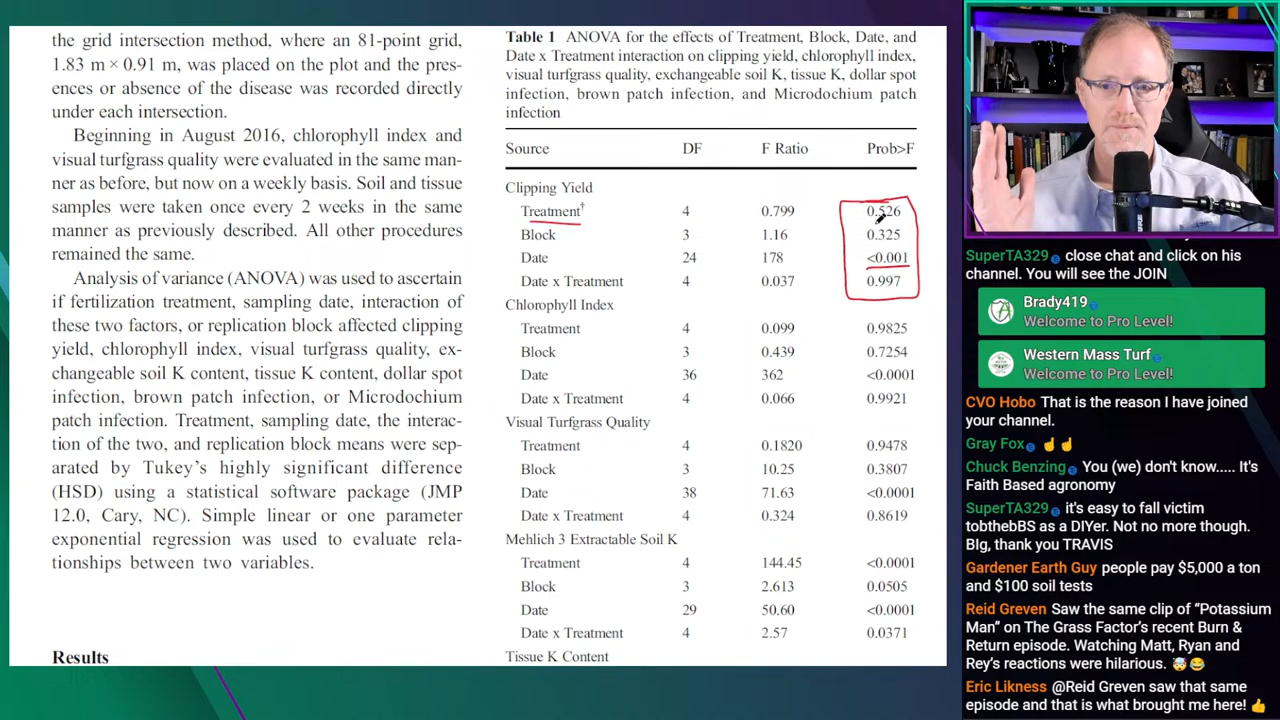 the grid intersection method, where an 81-point grid,
1.83 m × 0.91 m, was placed on the plot and the pres-
ences or absence of the disease was recorded directly
under each intersection.
Beginning in August 2016, chlorophyll index and
visual turfgrass quality were evaluated in the same man-
ner as before, but now on a weekly basis. Soil and tissue
samples were taken once every 2 weeks in the same
manner as previously described. All other procedures
remained the same.
Analysis of variance (ANOVA) was used to ascertain
if fertilization treatment, sampling date, interaction of
these two factors, or replication block affected clipping
yield, chlorophyll index, visual turfgrass quality, ex-
changeable soil K content, tissue K content, dollar spot
infection, brown patch infection, or Microdochium
patch infection. Treatment, sampling date, the interac-
tion of the two, and replication block means were sep-
arated by Tukey's highly significant difference
(HSD) using a statistical software package (JMP
12.0, Cary, NC). Simple linear or one parameter
exponential regression was used to evaluate rela-
tionships between two variables.
Results
Table 1 ANOVA for the effects of Treatment, Block, Date, and
Date x Treatment interaction on clipping yield, chlorophyll index,
visual turfgrass quality, exchangeable soil K, tissue K, dollar spot
infection, brown patch infection, and Microdochium patch
infection
Source DF F Ratio Prob>F
Clipping Yield
Treatment† 4 0.799 0.526
Block 3 1.16 0.325
Date 24 178 <0.001
Date x Treatment 4 0.037 0.997
Chlorophyll Index
Treatment 4 0.099 0.9825
Block 3 0.439 0.7254
Date 36 362 <0.0001
Date x Treatment 4 0.066 0.9921
Visual Turfgrass Quality
Treatment 4 0.1820 0.9478
Block 3 10.25 0.3807
Date 38 71.63 <0.0001
Date x Treatment 4 0.324 0.8619
Mehlich 3 Extractable Soil K
Treatment 4 144.45 <0.0001
Block 3 2.613 0.0505
Date 29 50.60 <0.0001
Date x Treatment 4 2.57 0.0371
Tissue K Content
SuperTA329 close chat and click on his
channel. You will see the JOIN
Brady419
Welcome to Pro Level!
Western Mass Turf
Welcome to Pro Level!
CVO Hobo That is the reason I have joined
your channel.
Gray Fox ☝☝
Chuck Benzing You (we) don't know..... It's
Faith Based agronomy
SuperTA329 it's easy to fall victim
tobthebBS as a DIYer. Not no more though.
BIg, thank you TRAVIS
Gardener Earth Guy people pay $5,000 a ton
and $100 soil tests
Reid Greven Saw the same clip of “Potassium
Man” on The Grass Factor's recent Burn &
Return episode. Watching Matt, Ryan and
Rey's reactions were hilarious. 🤯😂
Eric Likness @Reid Greven saw that same
episode and that is what brought me here! 👍